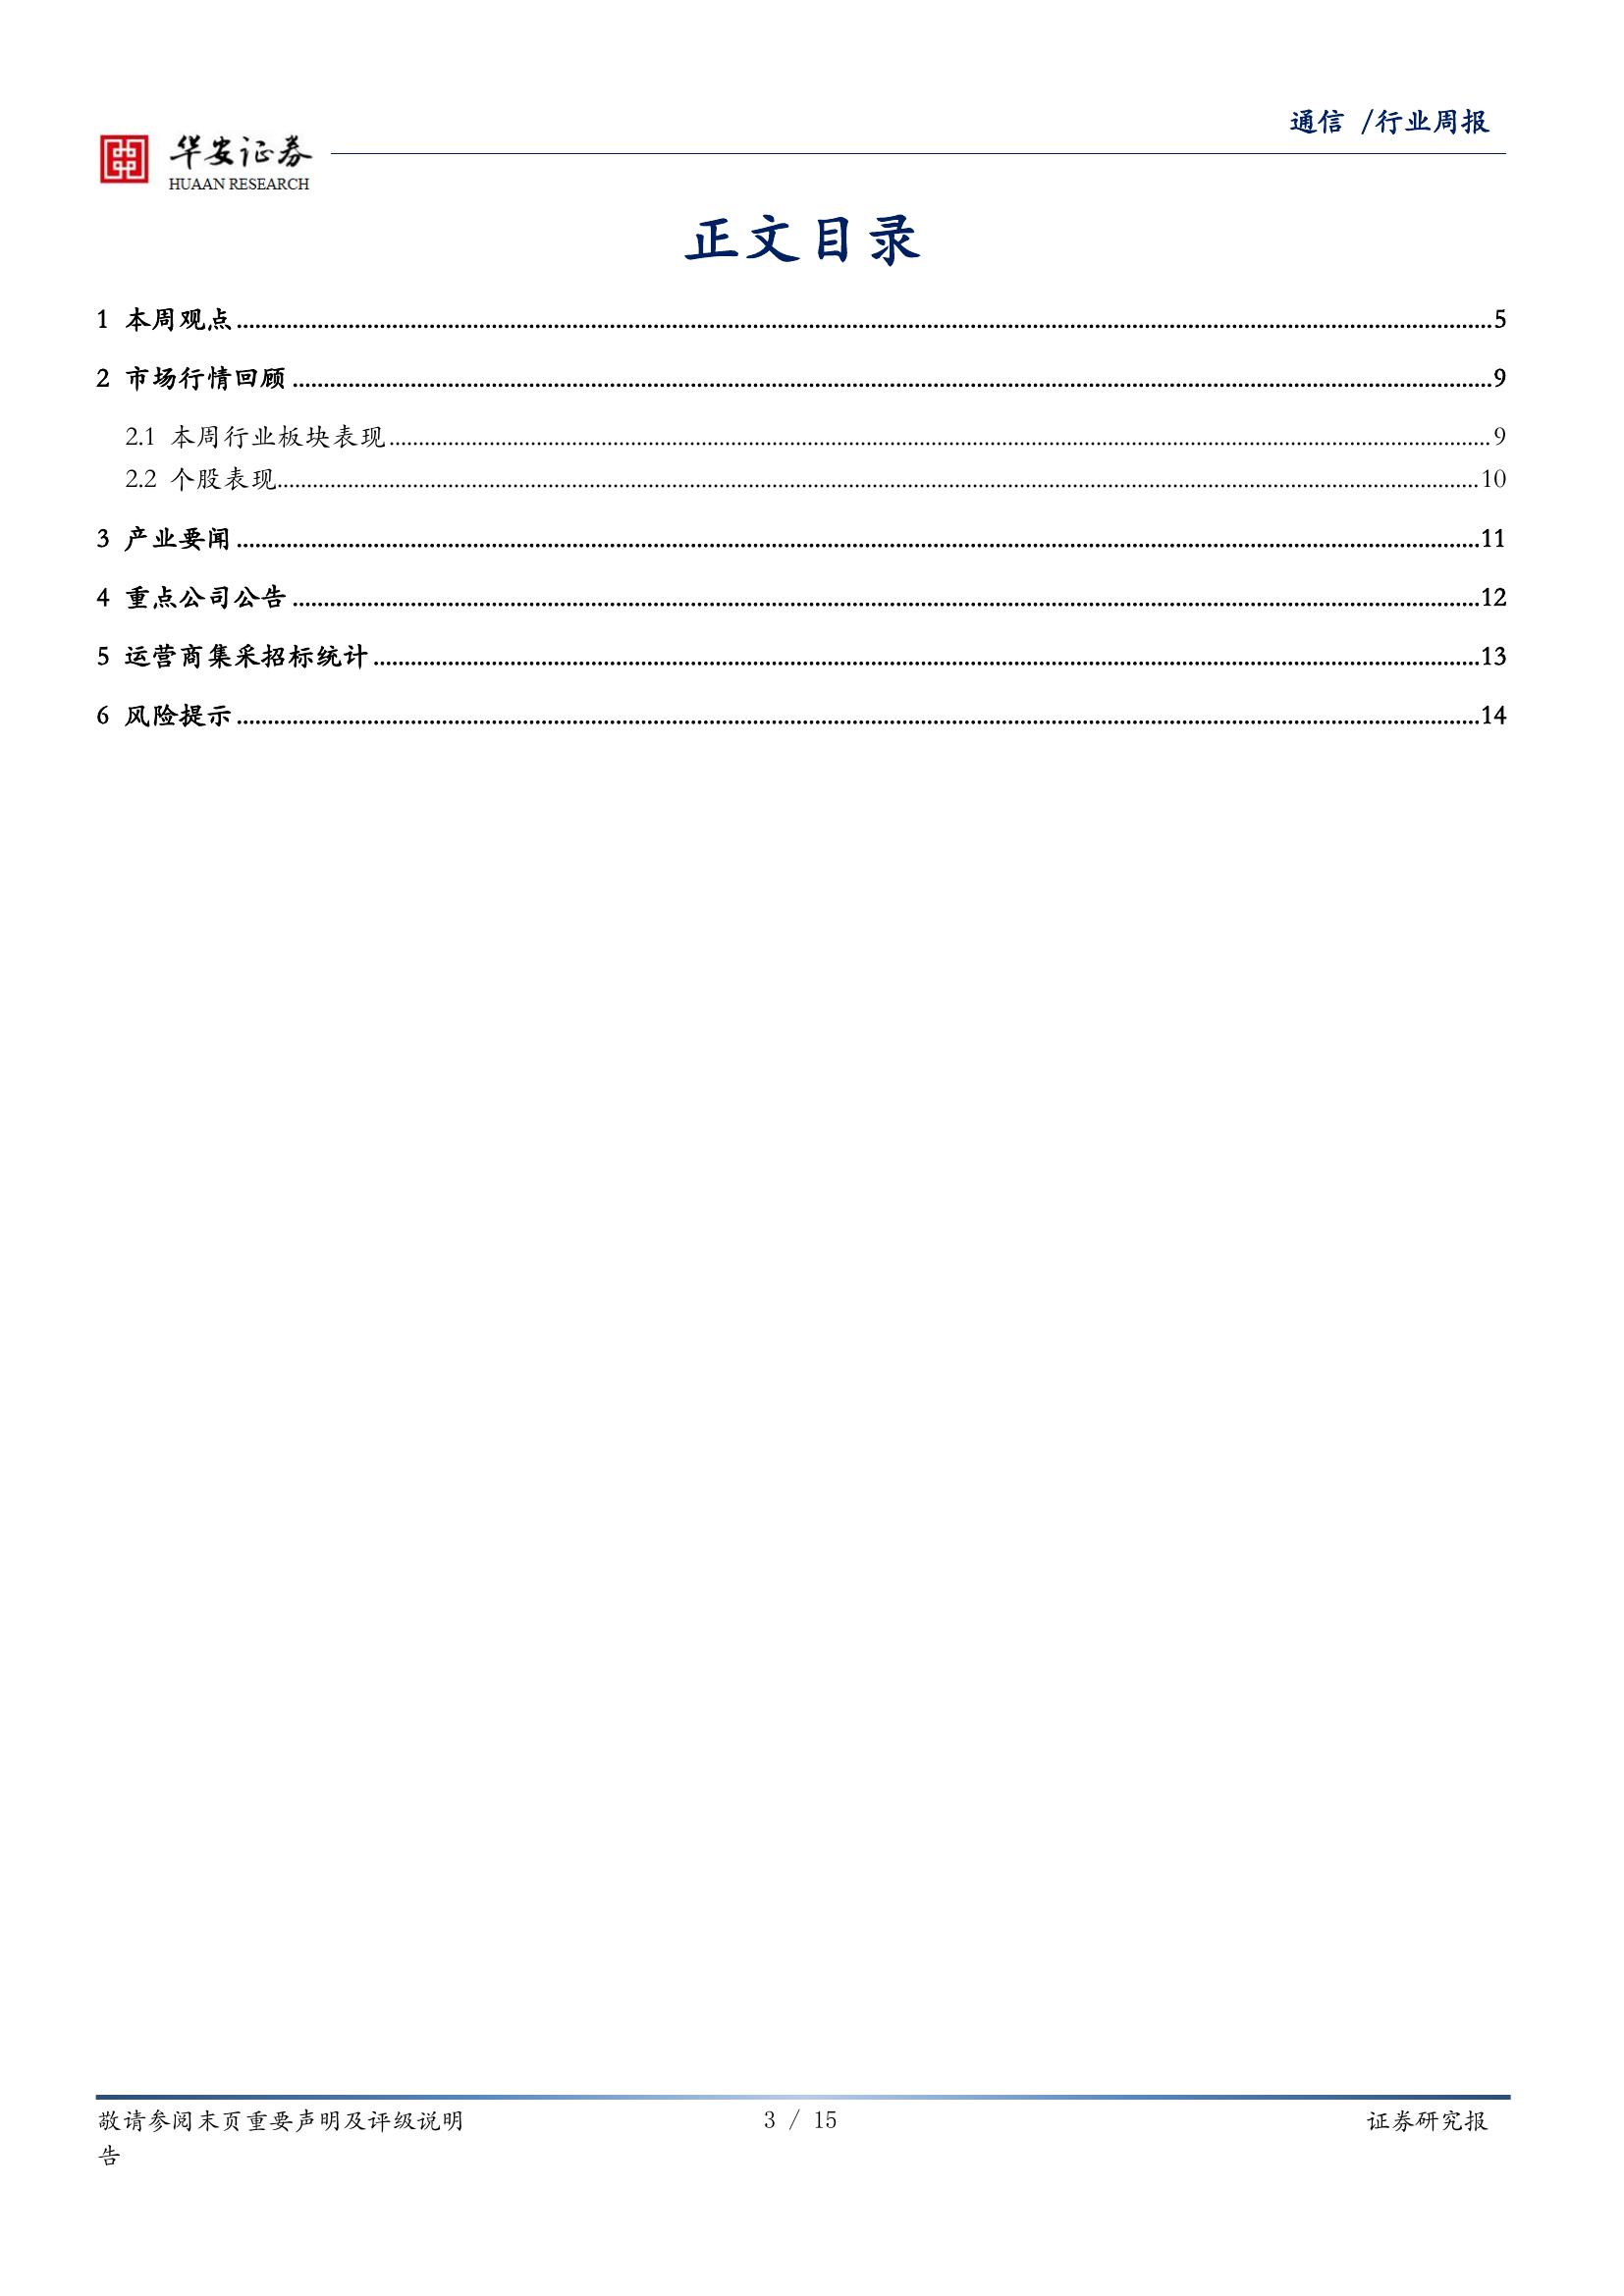 通信 /行业周报
华安证券
HUAAN RESEARCH
正文目录
1 本周观点........................................5
2 市场行情回顾........................................9
2.1 本周行业板块表现........................................9
2.2 个股表现........................................10
3 产业要闻........................................11
4 重点公司公告........................................12
5 运营商集采招标统计........................................13
6 风险提示........................................14
敬请参阅末页重要声明及评级说明 3 / 15 证券研究报
告